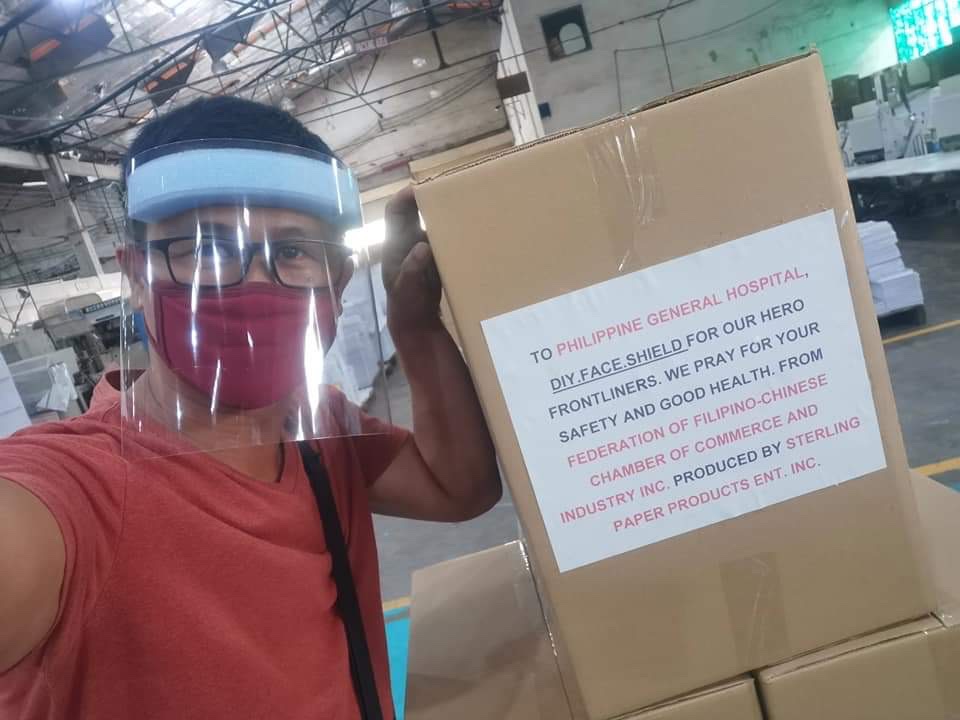 TO PHILIPPINE GENERAL HOSPITAL,
DIY.FACE.SHIELD FOR OUR HERO
FRONTLINERS. WE PRAY FOR YOUR
SAFETY AND GOOD HEALTH. FROM
FEDERATION OF FILIPINO-CHINESE
CHAMBER OF COMMERCE AND
INDUSTRY INC. PRODUCED BY STERLING
PAPER PRODUCTS ENT. INC.